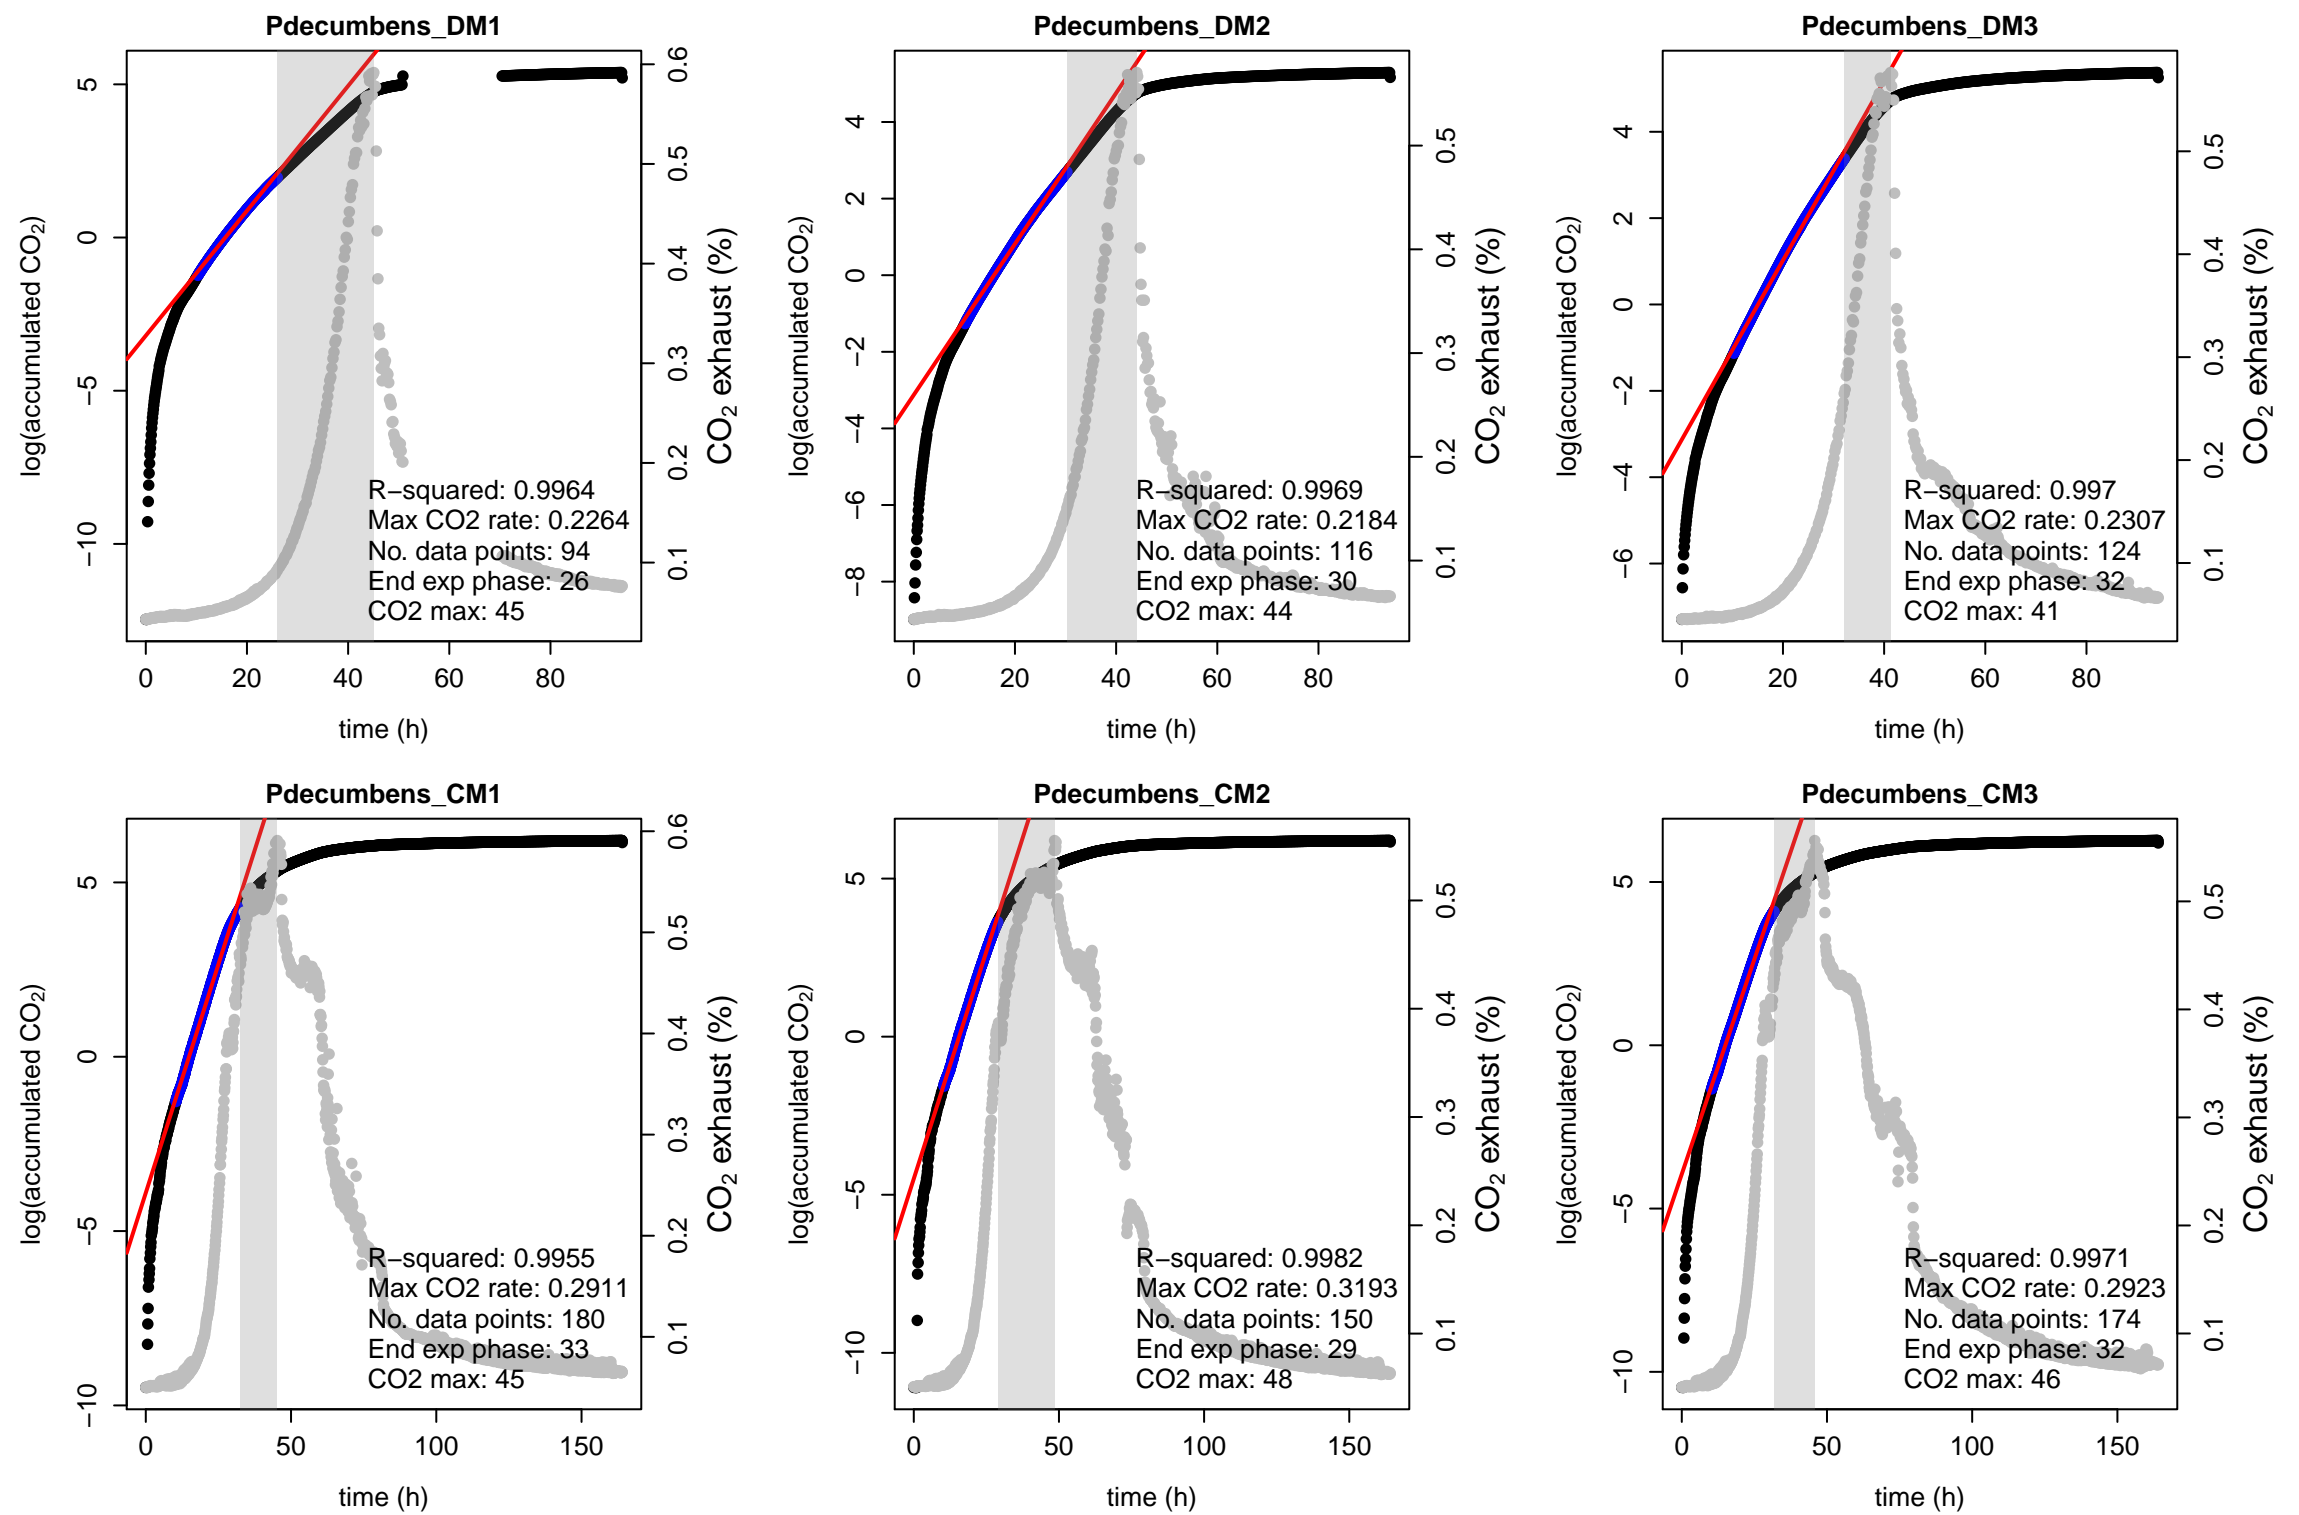 Pdecumbens_DM1
5
0
−5
−10
log(accumulated CO2)
0.6
0.5
0.4
0.3
0.2
0.1
CO2 exhaust (%)
R−squared: 0.9964
Max CO2 rate: 0.2264
No. data points: 94
End exp phase: 26
CO2 max: 45
0 20 40 60 80
time (h)
Pdecumbens_DM2
4
2
0
−2
−4
−6
−8
log(accumulated CO2)
0.5
0.4
0.3
0.2
0.1
CO2 exhaust (%)
R−squared: 0.9969
Max CO2 rate: 0.2184
No. data points: 116
End exp phase: 30
CO2 max: 44
0 20 40 60 80
time (h)
Pdecumbens_DM3
4
2
0
−2
−4
−6
log(accumulated CO2)
0.5
0.4
0.3
0.2
0.1
CO2 exhaust (%)
R−squared: 0.997
Max CO2 rate: 0.2307
No. data points: 124
End exp phase: 32
CO2 max: 41
0 20 40 60 80
time (h)
Pdecumbens_CM1
5
0
−5
−10
log(accumulated CO2)
0.6
0.5
0.4
0.3
0.2
0.1
CO2 exhaust (%)
R−squared: 0.9955
Max CO2 rate: 0.2911
No. data points: 180
End exp phase: 33
CO2 max: 45
0 50 100 150
time (h)
Pdecumbens_CM2
5
0
−5
−10
log(accumulated CO2)
0.5
0.4
0.3
0.2
0.1
CO2 exhaust (%)
R−squared: 0.9982
Max CO2 rate: 0.3193
No. data points: 150
End exp phase: 29
CO2 max: 48
0 50 100 150
time (h)
Pdecumbens_CM3
5
0
−5
−10
log(accumulated CO2)
0.5
0.4
0.3
0.2
0.1
CO2 exhaust (%)
R−squared: 0.9971
Max CO2 rate: 0.2923
No. data points: 174
End exp phase: 32
CO2 max: 46
0 50 100 150
time (h)